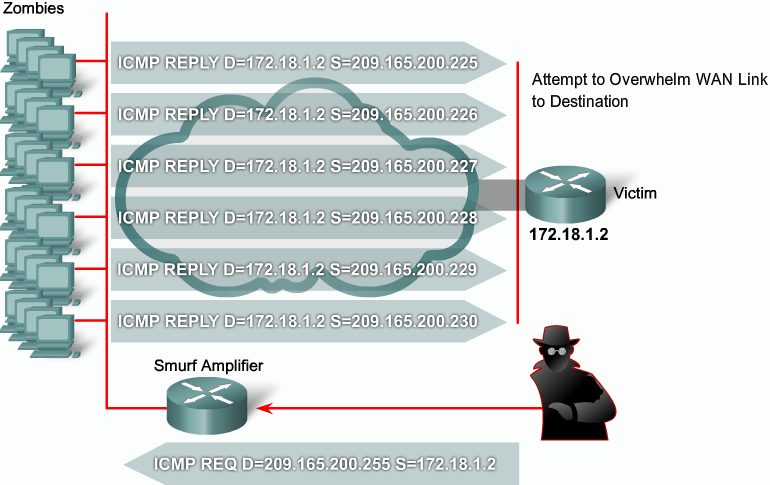 Zombies
ICMP REPLY D=172.18.1.2 S=209.165.200.225
Attempt to Overwhelm WAN Link
to Destination
ICMP REPLY D=172.18.1.2 S=209.165.200.226
ICMP REPLY D=172.18.1.2 S=209.165.200.227
Victim
ICMP REPLY D=172.18.1.2 S=209.165.200.228
172.18.1.2
ICMP REPLY D=172.18.1.2 S=209.165.200.229
ICMP REPLY D=172.18.1.2 S=209.165.200.230
Smurf Amplifier
ICMP REQ D=209.165.200.255 S=172.18.1.2